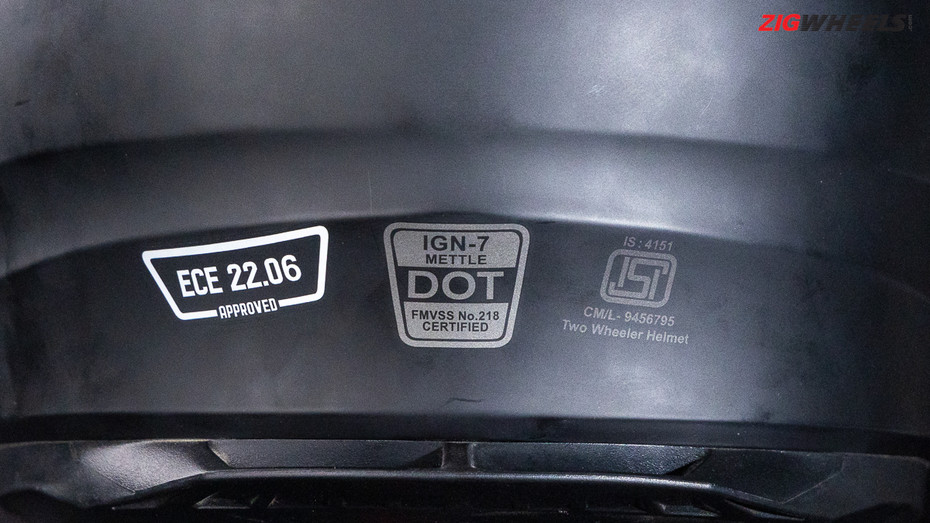 ZIGWHEELS
ECE 22.06
APPROVED
IGN-7
METTLE
DOT
FMVSS No.218
CERTIFIED
IS : 4151
ISI
CM/L- 9456795
Two Wheeler Helmet